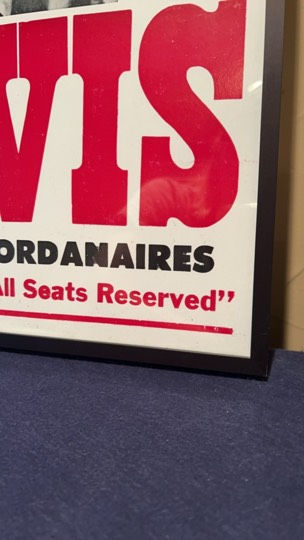 VIS
ORDANAIRES
All Seats Reserved”